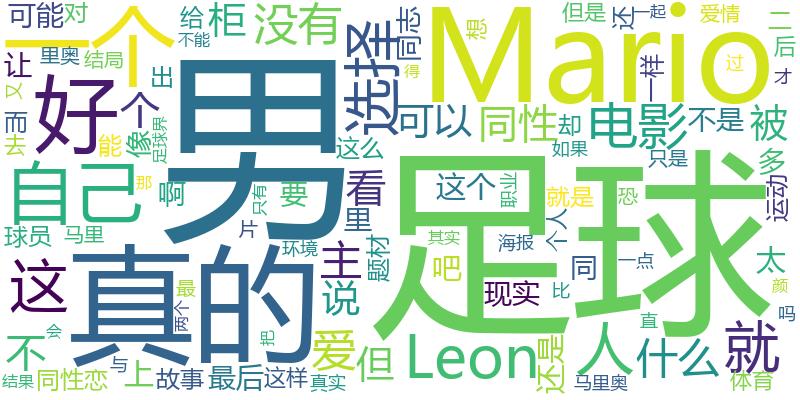 可能 对 给 柜 没有 选择 同志 想 Mario 但是 还 一起 爱情 二 后
一个 让 里奥 结局 出 不能 得 一样 过 才
而 又 去 好 个 能 像 足球界 男 可以 同性 却 电影 不是 被
如果 只是 多
自己 啊 那 只有 这么 要 看 这个 职业 就是 恐 足球 运动
球员 马里 片 里 题材 其实 海报 个人
这 真的 环境 主 吧 现实 同 一点 太
不 最 两个 说 比 颜 吗
会 与 把 爱 但 Leon 还是 人 直 什么 就
结果 同性恋 上 故事 最后 这样 真实 马里奥 体育